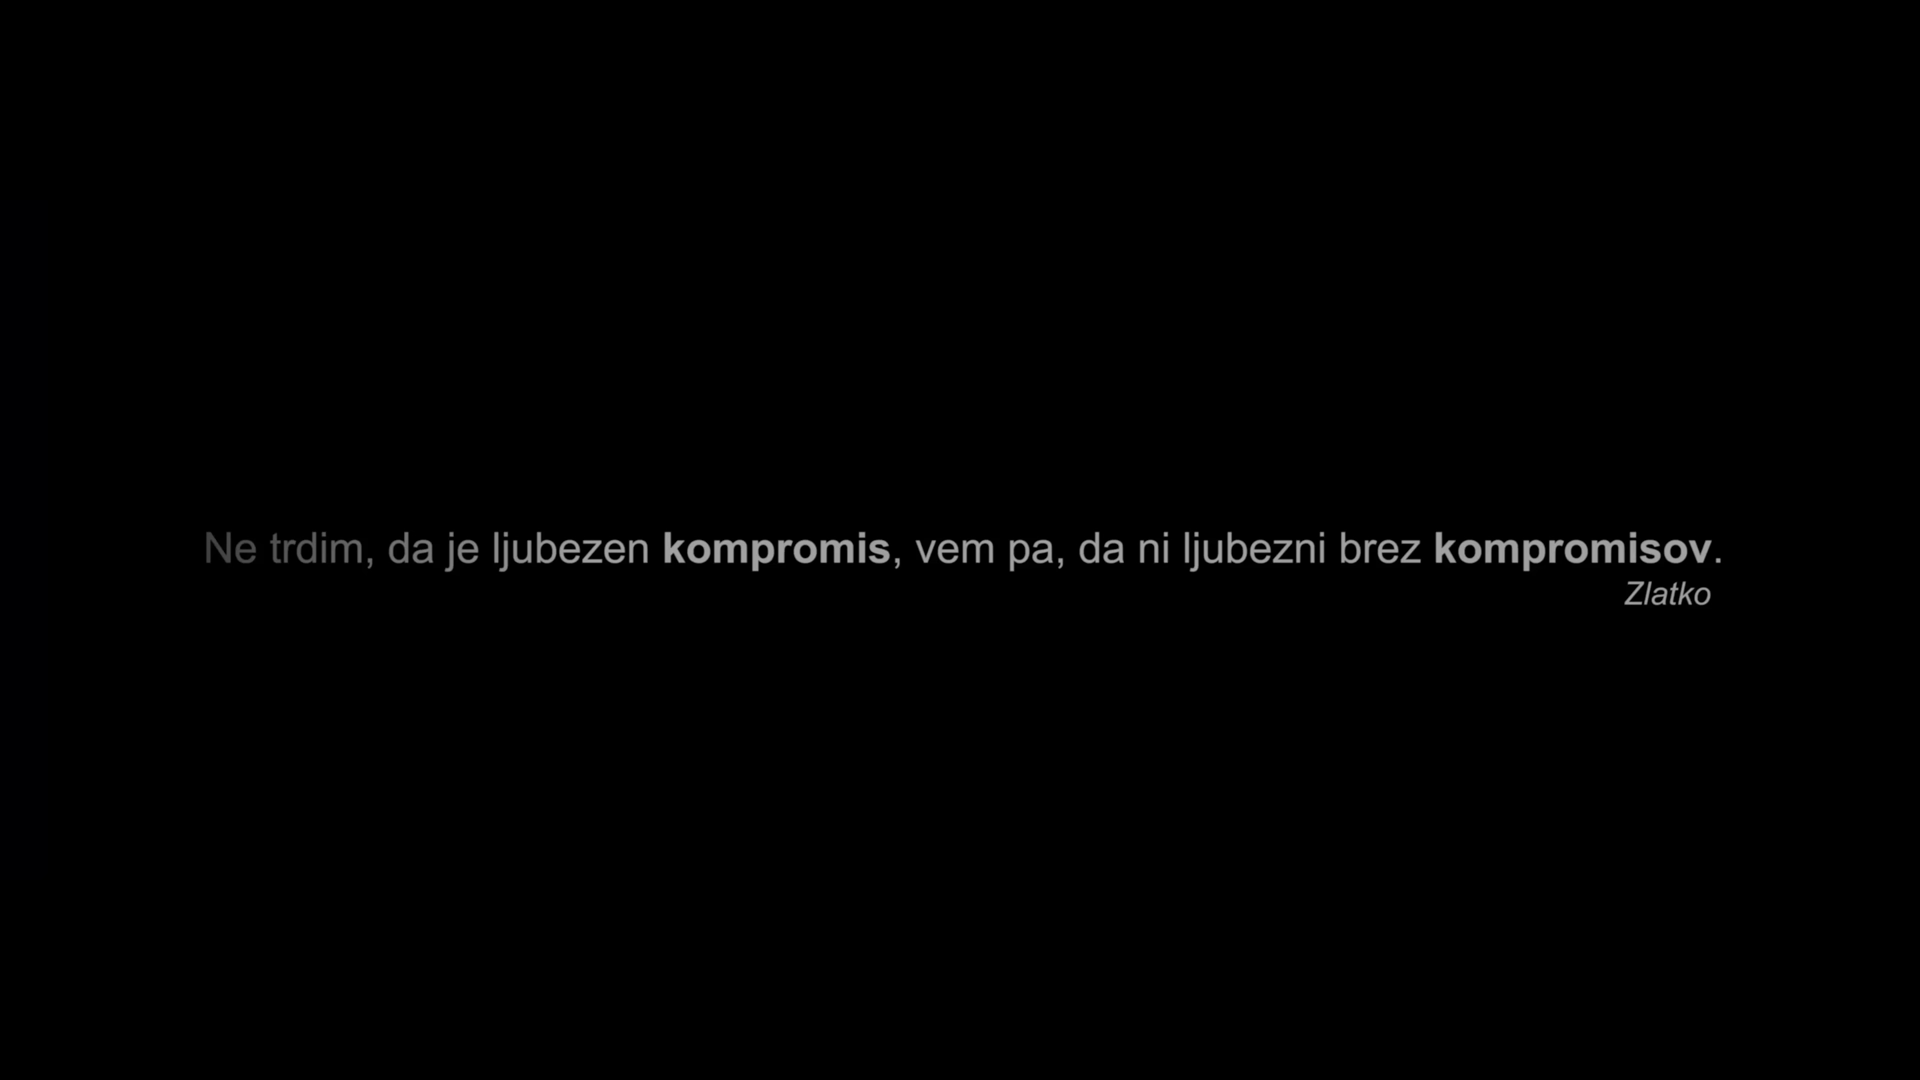 Ne trdim, da je ljubezen kompromis, vem pa, da ni ljubezni brez kompromisov.
Zlatko